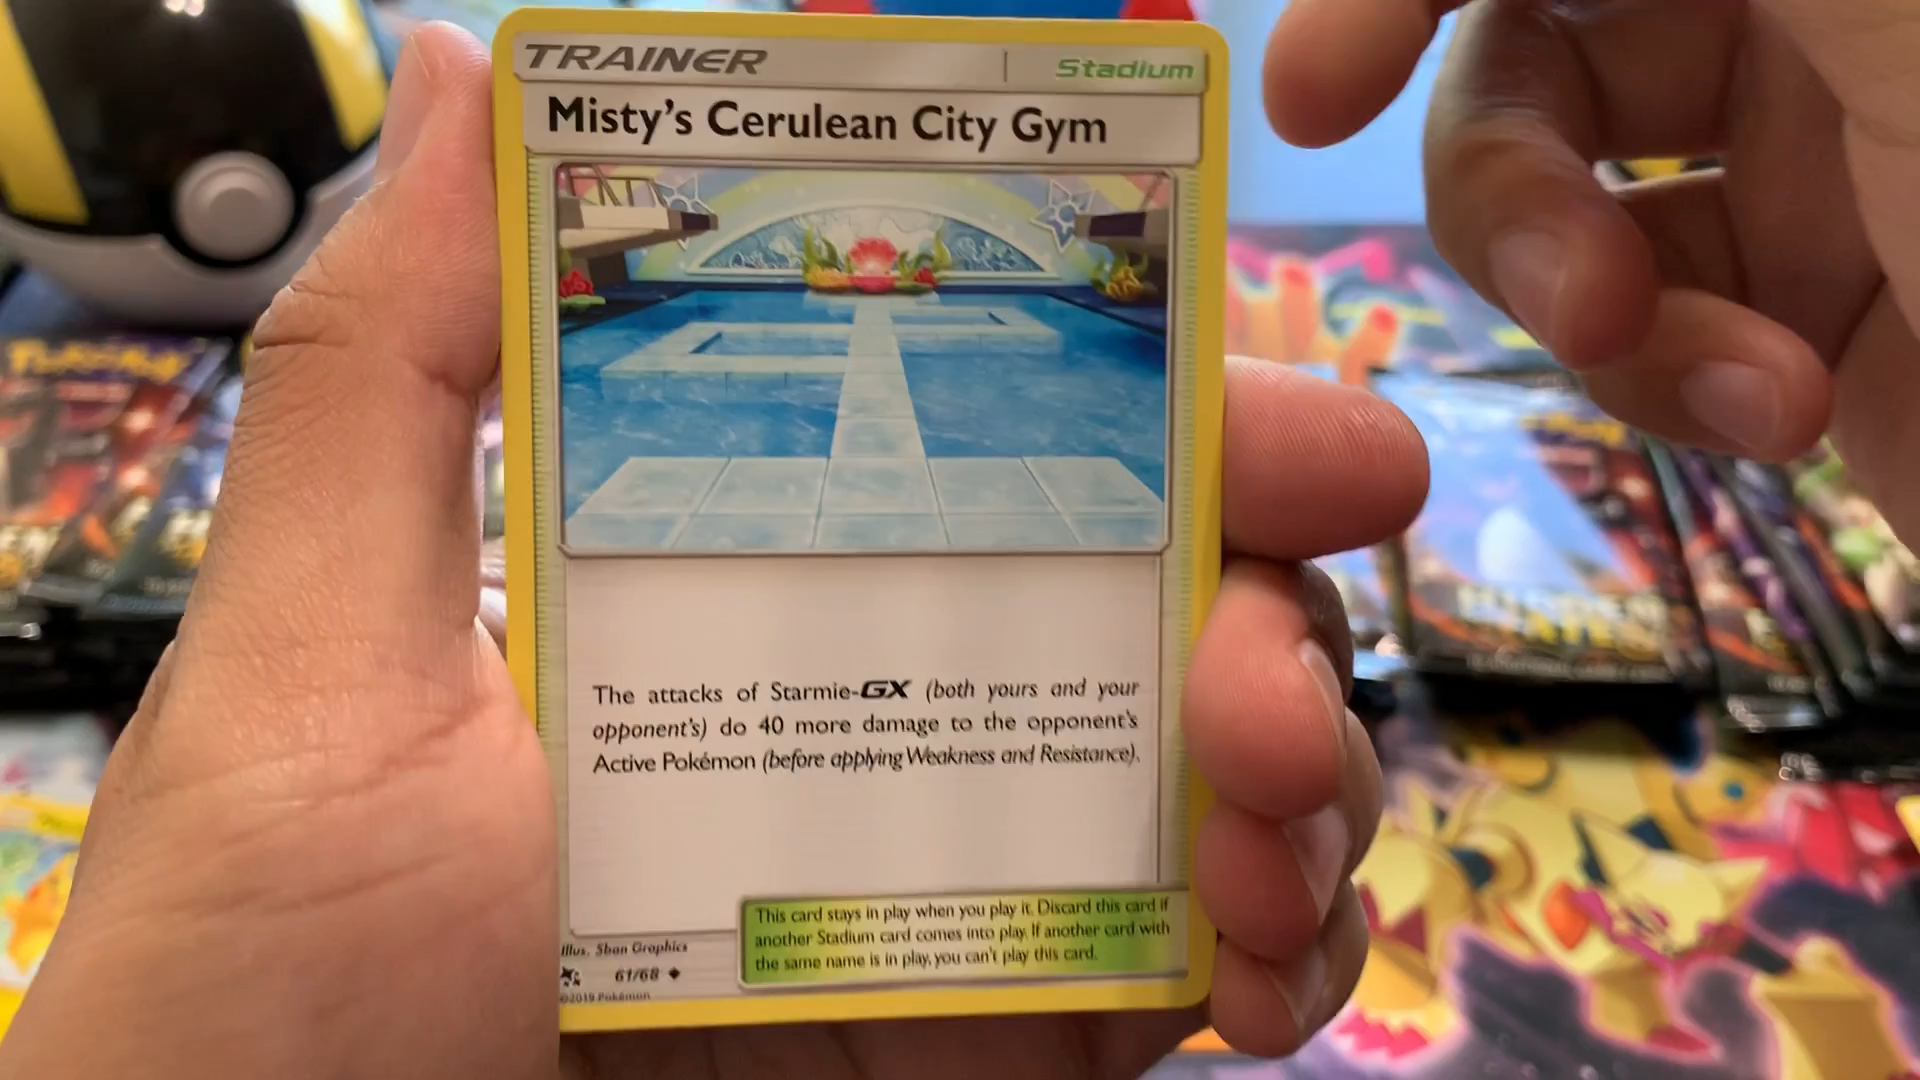 TRAINER
Stadium
Misty's Cerulean City Gym
The attacks of Starmie-GX (both yours and your
opponent's) do 40 more damage to the opponent's
Active Pokémon (before applying Weakness and Resistance).
This card stays in play when you play it. Discard this card if
another Stadium card comes into play. If another card with
the same name is in play, you can't play this card.
Illus. Sban Graphics
61/68
©2019 Pokémon
Pokémon